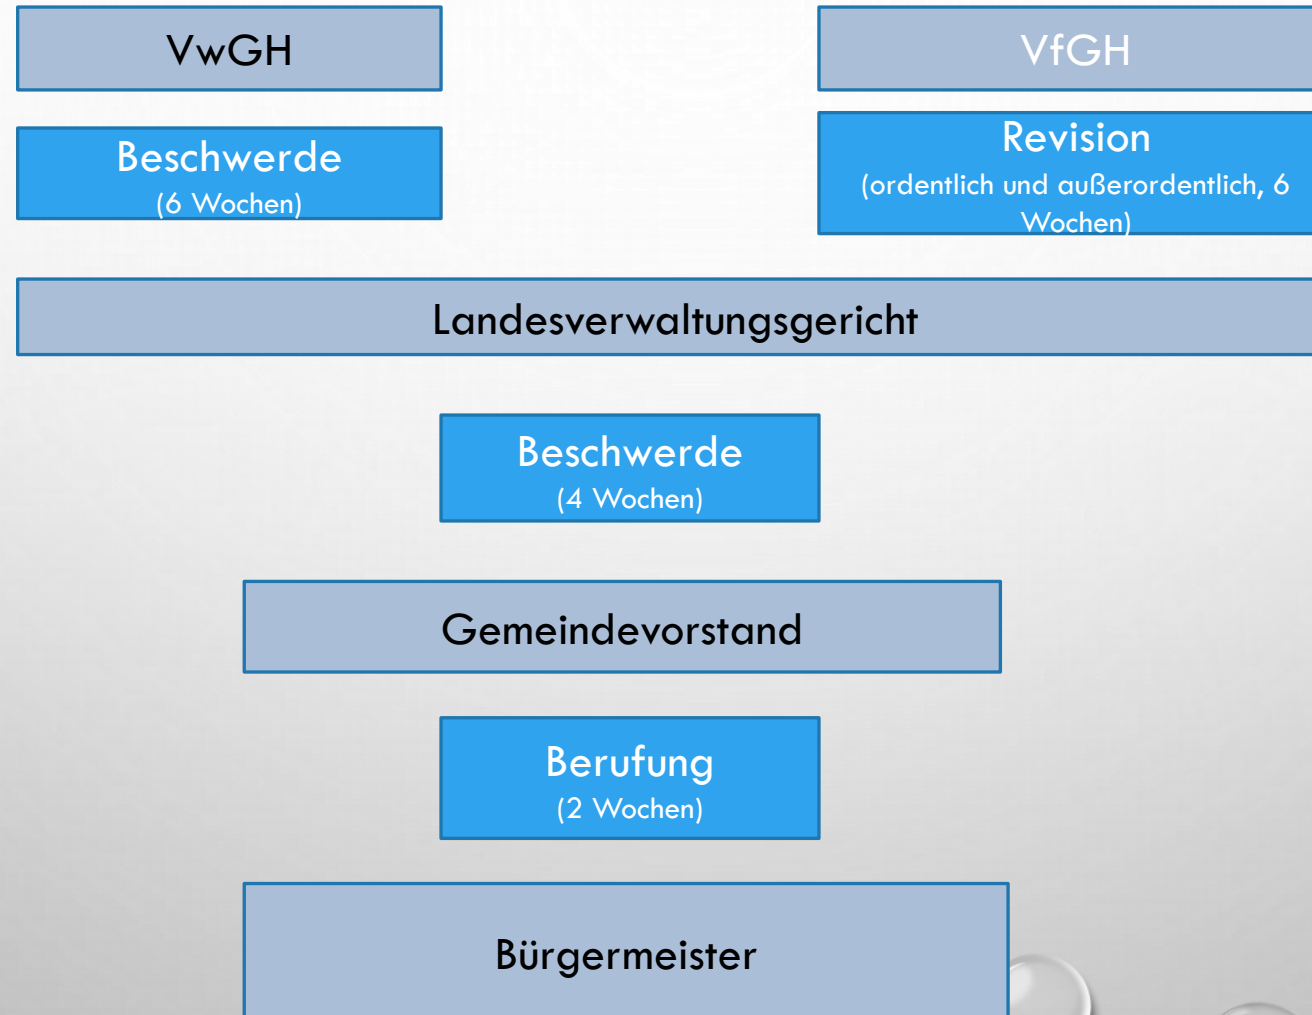 VwGH
VfGH
Beschwerde
(6 Wochen)
Revision
(ordentlich und außerordentlich, 6
Wochen)
Landesverwaltungsgericht
Beschwerde
(4 Wochen)
Gemeindevorstand
Berufung
(2 Wochen)
Bürgermeister